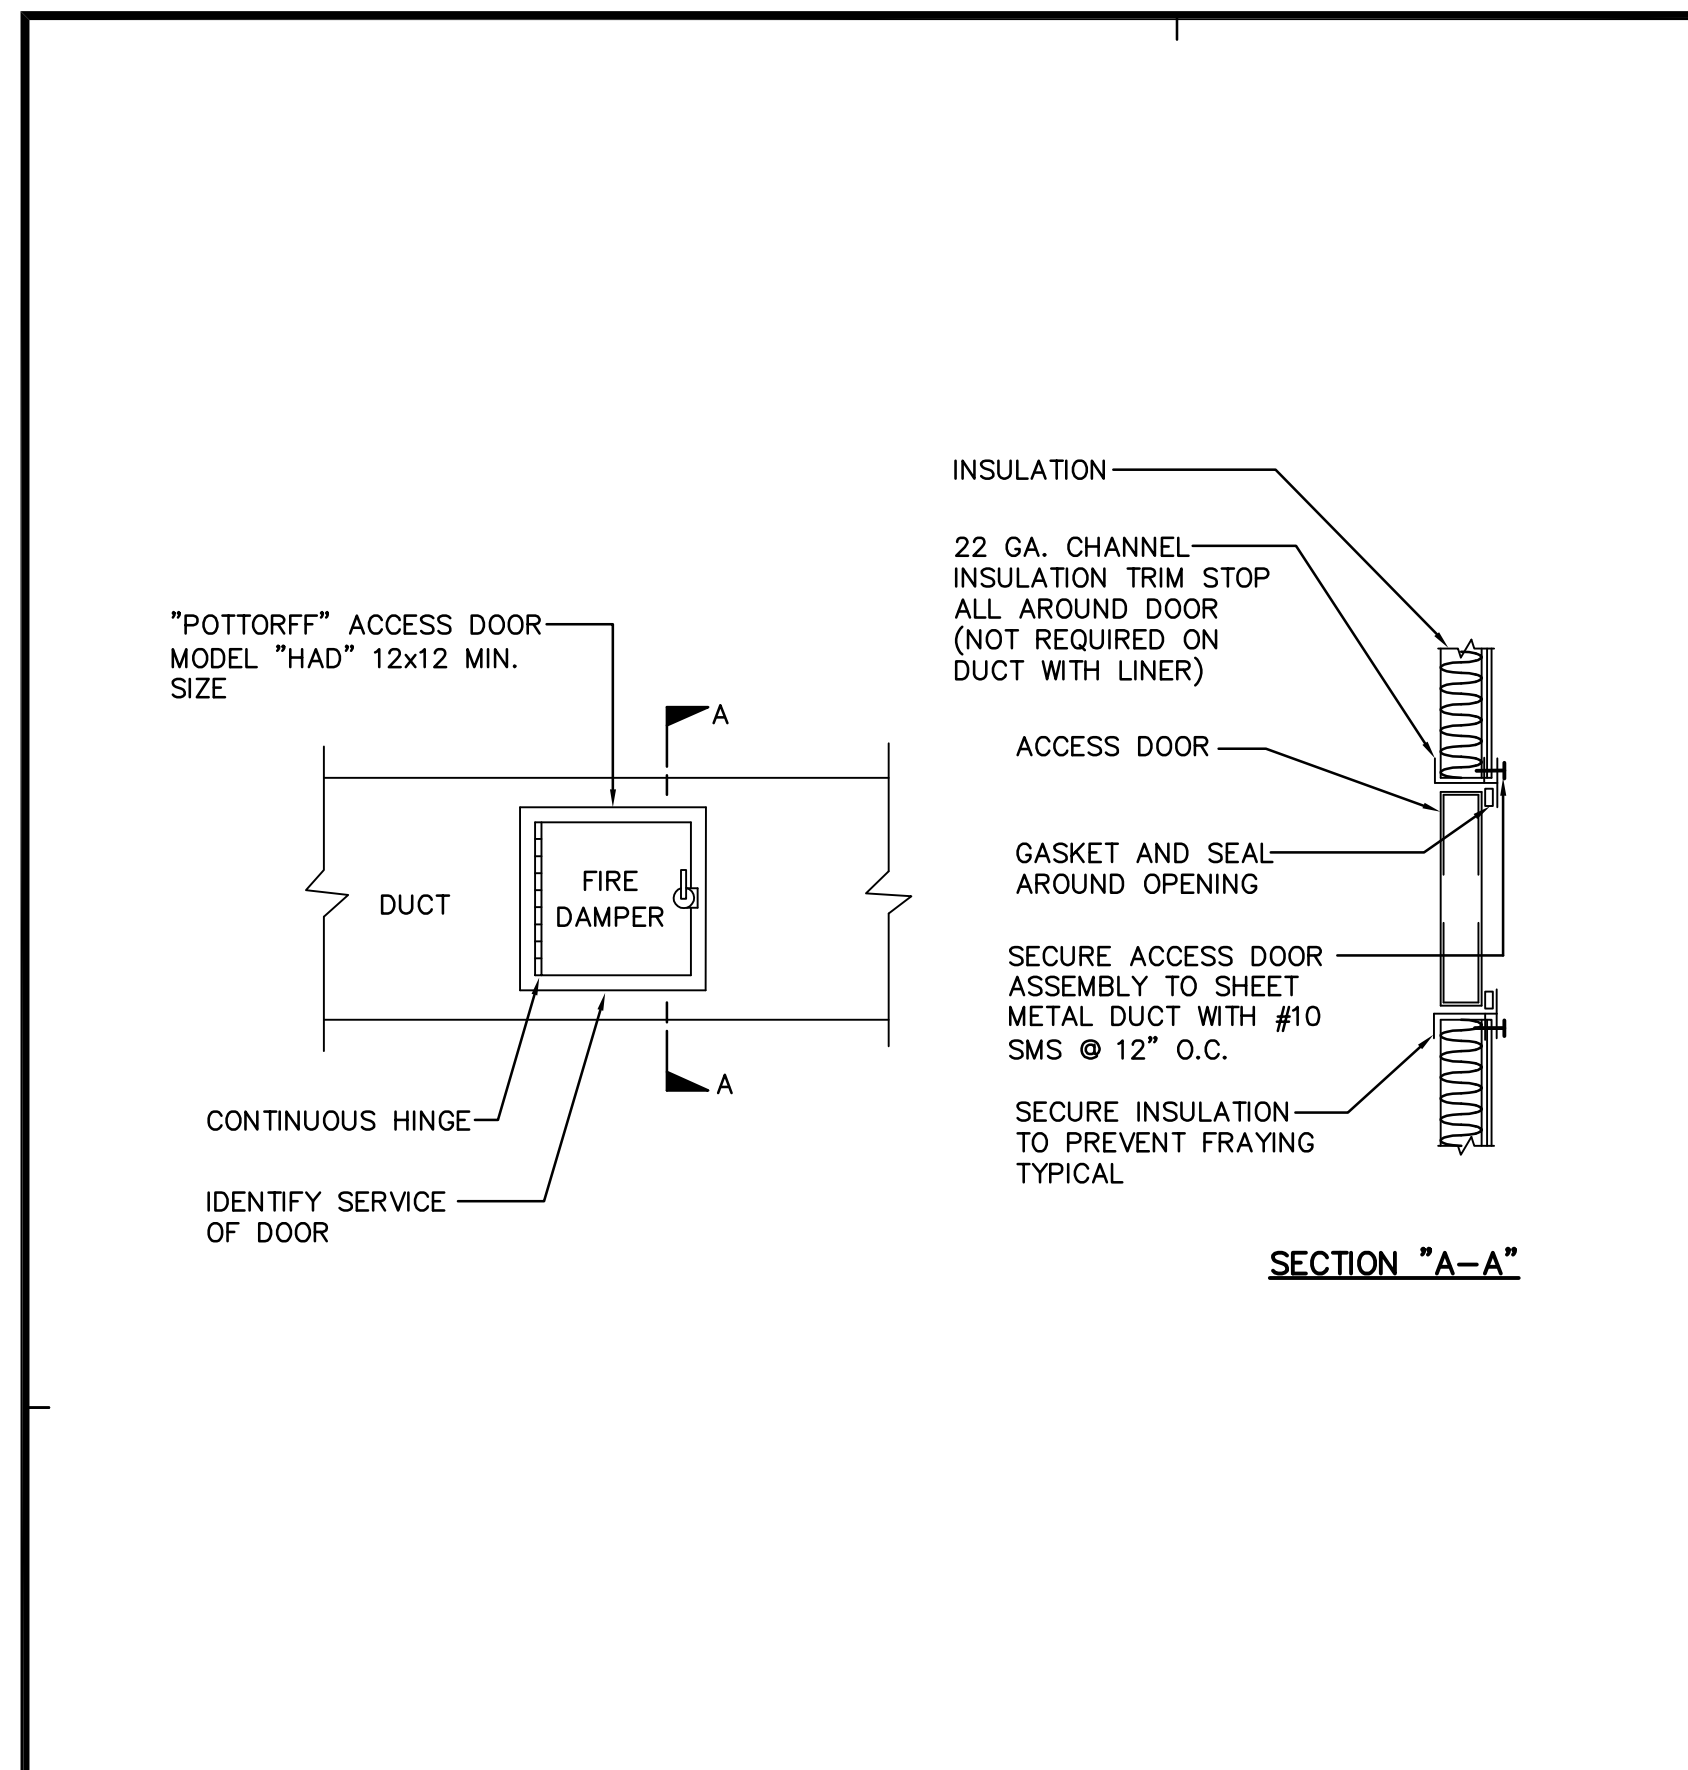 "POTTORFF" ACCESS DOOR
MODEL "HAD" 12x12 MIN.
SIZE
A
DUCT
FIRE
DAMPER
A
CONTINUOUS HINGE
IDENTIFY SERVICE
OF DOOR
INSULATION
22 GA. CHANNEL
INSULATION TRIM STOP
ALL AROUND DOOR
(NOT REQUIRED ON
DUCT WITH LINER)
ACCESS DOOR
GASKET AND SEAL
AROUND OPENING
SECURE ACCESS DOOR
ASSEMBLY TO SHEET
METAL DUCT WITH #10
SMS @ 12" O.C.
SECURE INSULATION
TO PREVENT FRAYING
TYPICAL
SECTION "A-A"